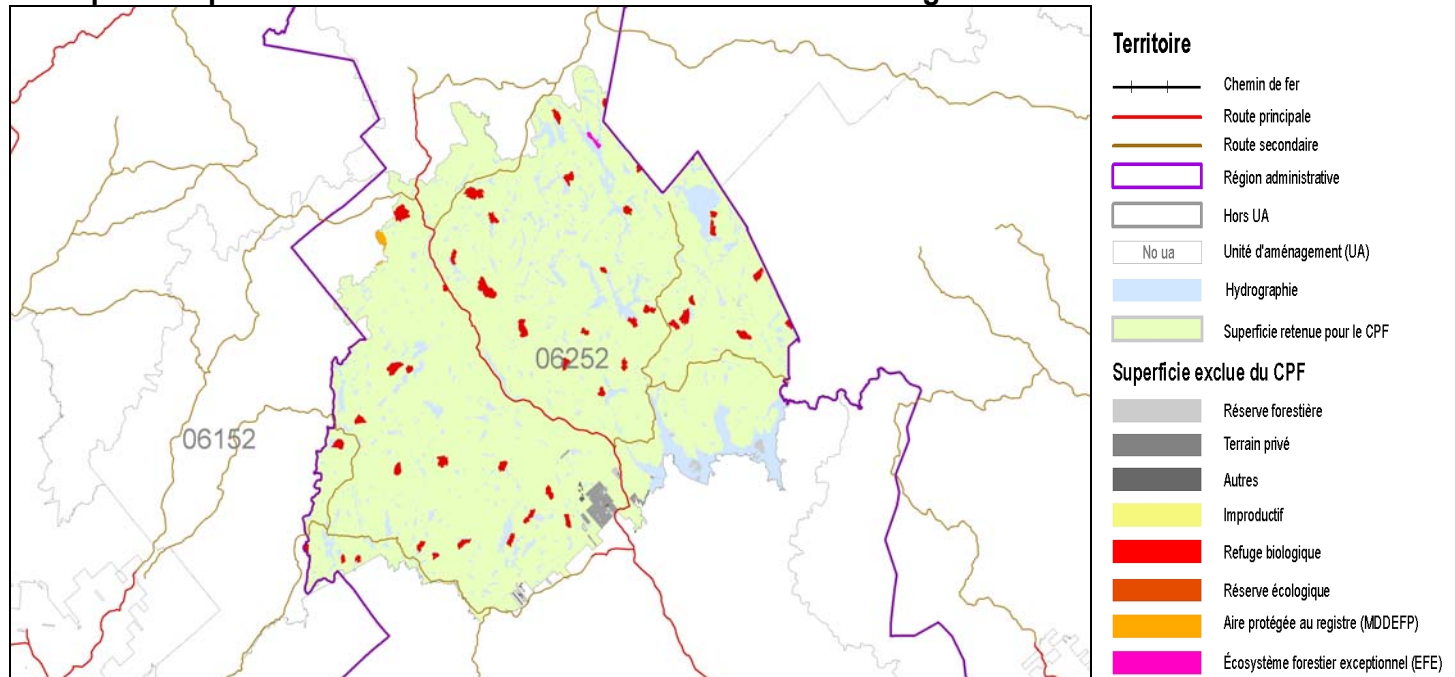 06252
06152
Territoire
Chemin de fer
Route principale
Route secondaire
Région administrative
Hors UA
No ua Unité d'aménagement (UA)
Hydrographie
Superficie retenue pour le CPF
Superficie exclue du CPF
Réserve forestière
Terrain privé
Autres
Improductif
Refuge biologique
Réserve écologique
Aire protégée au registre (MDDEFP)
Écosystème forestier exceptionnel (EFE)